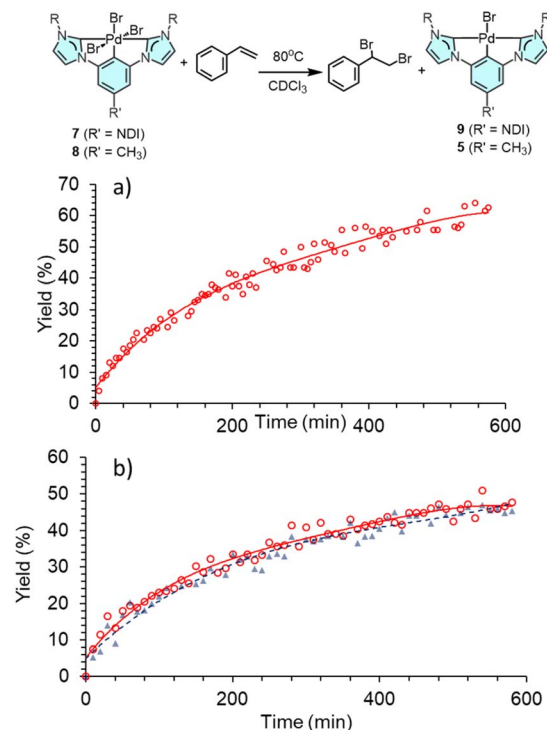 R
Br
R
N
Pd
N
Br
Br
N
N
R'
+
80°C
CDCl3
Br
Br
+
R
Br
R
N
Pd
N
N
N
R'
7 (R' = NDI)
8 (R' = CH3)
9 (R' = NDI)
5 (R' = CH3)
a)
70
60
50
40
30
20
10
0
Yield (%)
0
200
400
600
Time (min)
b)
60
50
40
30
20
10
0
Yield (%)
0
200
400
600
Time (min)